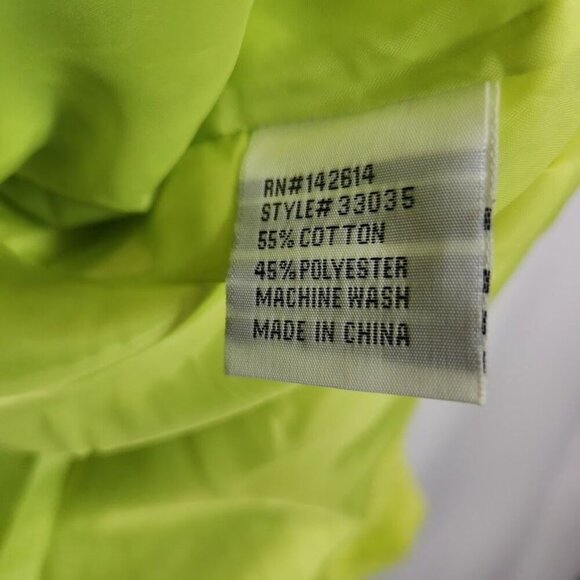 RN#142614
STYLE# 33035
55% COTTON
45% POLYESTER
MACHINE WASH
MADE IN CHINA